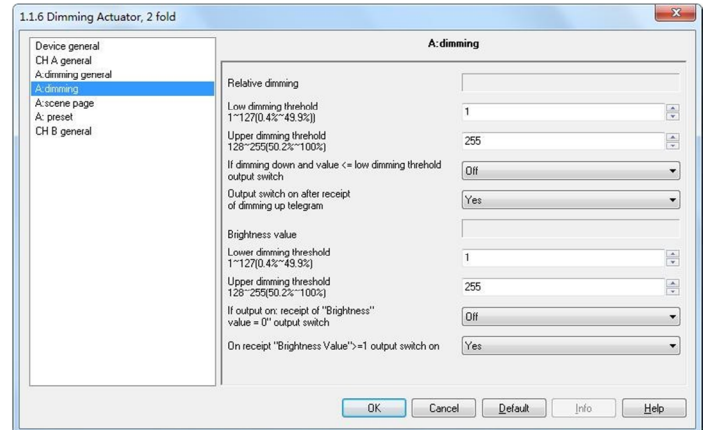 1.1.6 Dimming Actuator, 2 fold
Device general
CH A general
A:dimming general
A:dimming
A:scene page
A: preset
CH B general
A:dimming
Relative dimming
Low dimming threhold
1~127(0.4%~49.9%))
1
Upper dimming threhold
128~255(50.2%~100%)
255
If dimming down and value <= low dimming threhold
output switch
Off
Output switch on after receipt
of dimming up telegram
Yes
Brightness value
Lower dimming threshold
1~127(0.4%~49.9%)
1
Upper dimming threshold
128~255(50.2%~100%)
255
If output on: receipt of "Brightness"
value = 0" output switch
Off
On receipt "Brightness Value">=1 output switch on
Yes
OK
Cancel
Default
Info
Help